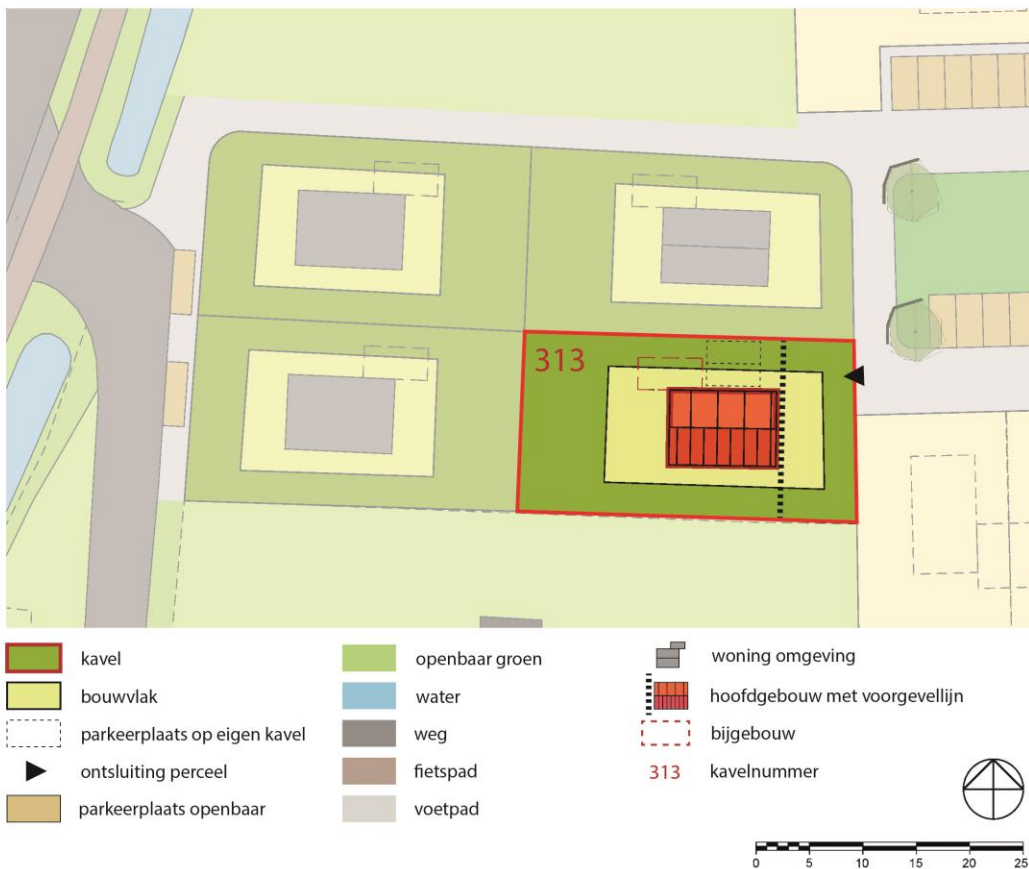 313
kavel
bouwvlak
parkeerplaats op eigen kavel
ontsluiting perceel
parkeerplaats openbaar
openbaar groen
water
weg
fietspad
voetpad
woning omgeving
hoofdgebouw met voorgevellijn
bijgebouw
313 kavelnummer
0 5 10 15 20 25